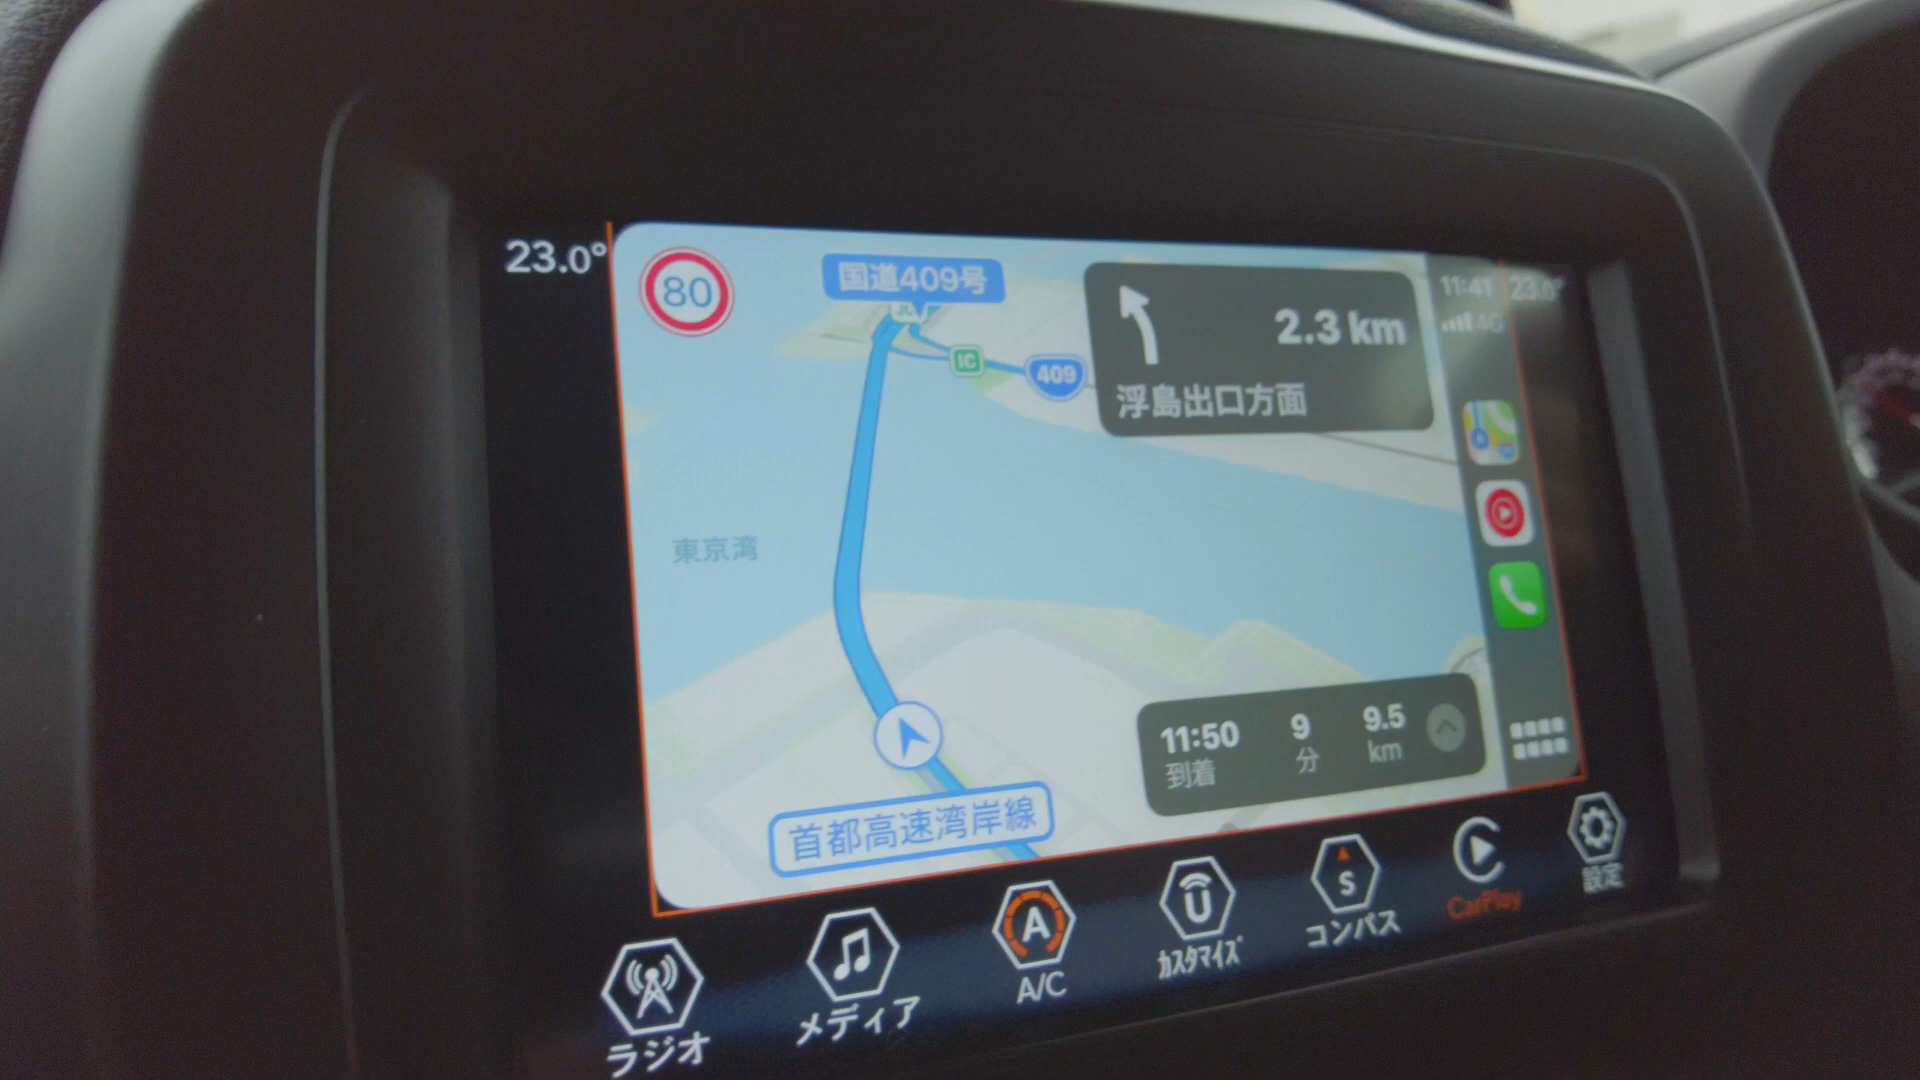 23.0°
80
国道409号
IC
409
2.3 km
浮島出口方面
11:41 23.0°
4G
東京湾
11:50 9 9.5
到着 分 km
首都高速湾岸線
A
U
S
ラジオ
メディア
A/C
ｶｽﾀﾏｲｽﾞ
コンパス
CarPlay
設定